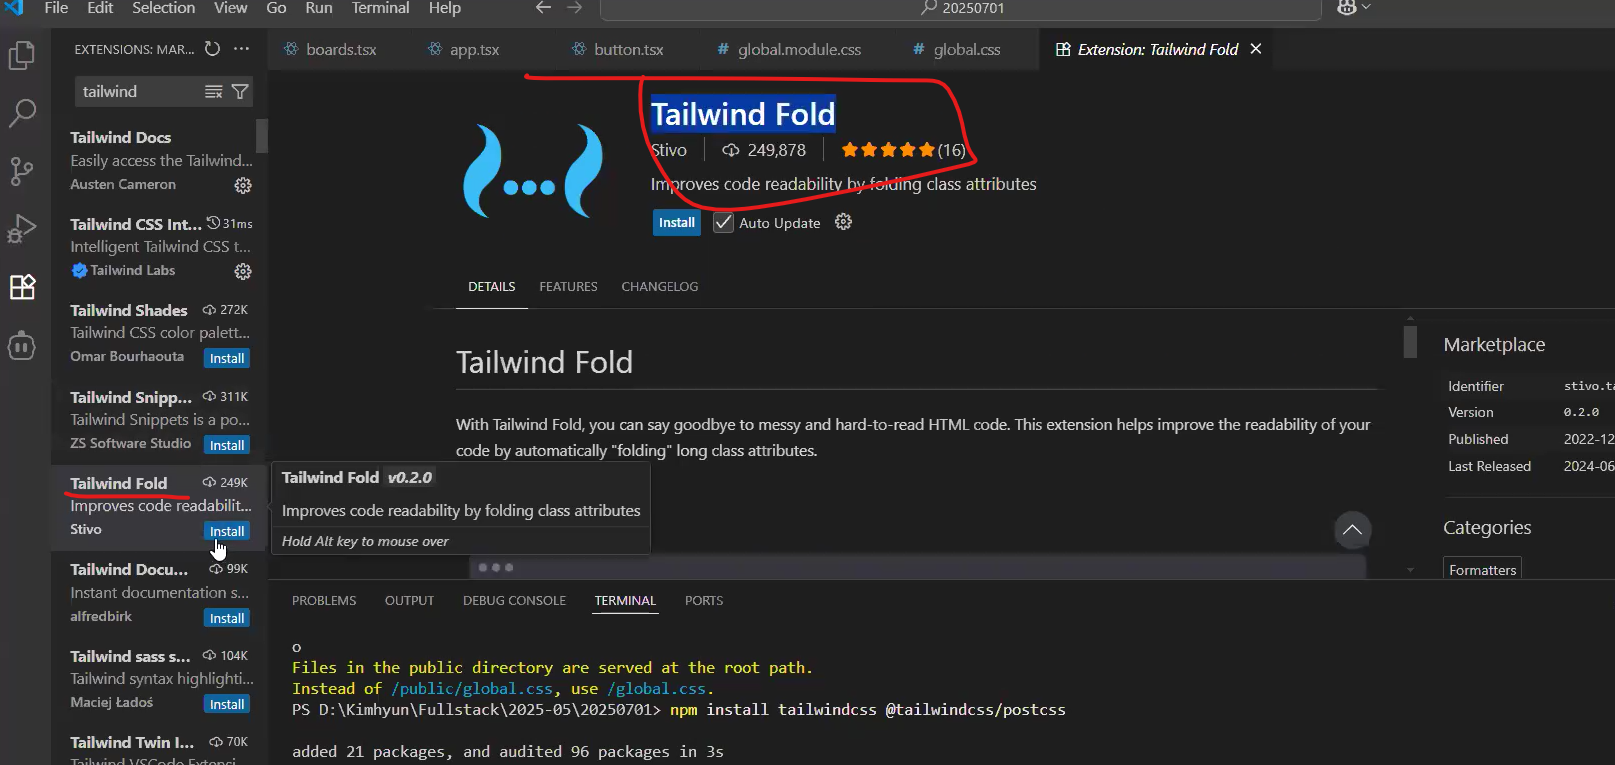 File Edit Selection View Go Run Terminal Help
20250701
EXTENSIONS: MAR...
boards.tsx
app.tsx
button.tsx
# global.module.css
# global.css
Extension: Tailwind Fold
tailwind
Tailwind Docs
Easily access the Tailwind...
Austen Cameron
Tailwind CSS Int... 31ms
Intelligent Tailwind CSS t...
Tailwind Labs
Tailwind Shades 272K
Tailwind CSS color palett...
Omar Bourhaouta Install
Tailwind Snipp... 311K
Tailwind Snippets is a po...
ZS Software Studio Install
Tailwind Fold 249K
Improves code readabilit...
Stivo Install
Tailwind Docu... 99K
Instant documentation s...
alfredbirk Install
Tailwind sass s... 104K
Tailwind syntax highlighti...
Maciej Ładoś Install
Tailwind Twin I... 70K
Tailwind VSCode Extensi...
Tailwind Fold
Stivo 249,878 (16)
Improves code readability by folding class attributes
Install Auto Update
DETAILS FEATURES CHANGELOG
Tailwind Fold
With Tailwind Fold, you can say goodbye to messy and hard-to-read HTML code. This extension helps improve the readability of your
code by automatically "folding" long class attributes.
Tailwind Fold v0.2.0
Improves code readability by folding class attributes
Hold Alt key to mouse over
Marketplace
Identifier stivo.ta
Version 0.2.0
Published 2022-12
Last Released 2024-06
Categories
Formatters
PROBLEMS OUTPUT DEBUG CONSOLE TERMINAL PORTS
o
Files in the public directory are served at the root path.
Instead of /public/global.css, use /global.css.
PS D:\Kimhyun\Fullstack\2025-05\20250701> npm install tailwindcss @tailwindcss/postcss
added 21 packages, and audited 96 packages in 3s